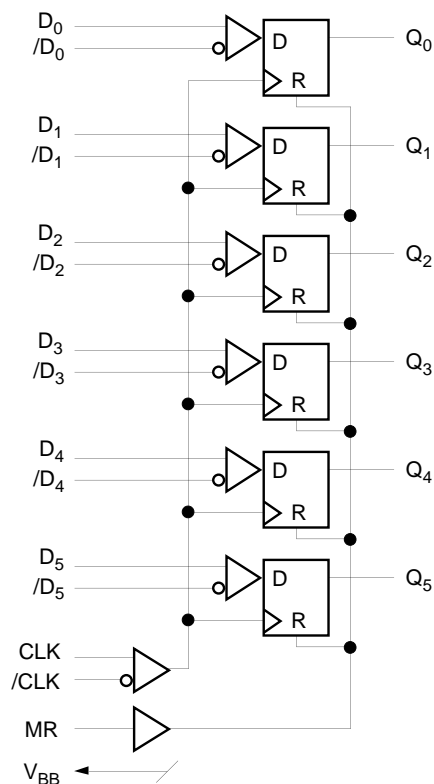 D0
/D0
D
R
Q0
D1
/D1
D
R
Q1
D2
/D2
D
R
Q2
D3
/D3
D
R
Q3
D4
/D4
D
R
Q4
D5
/D5
D
R
Q5
CLK
/CLK
MR
VBB